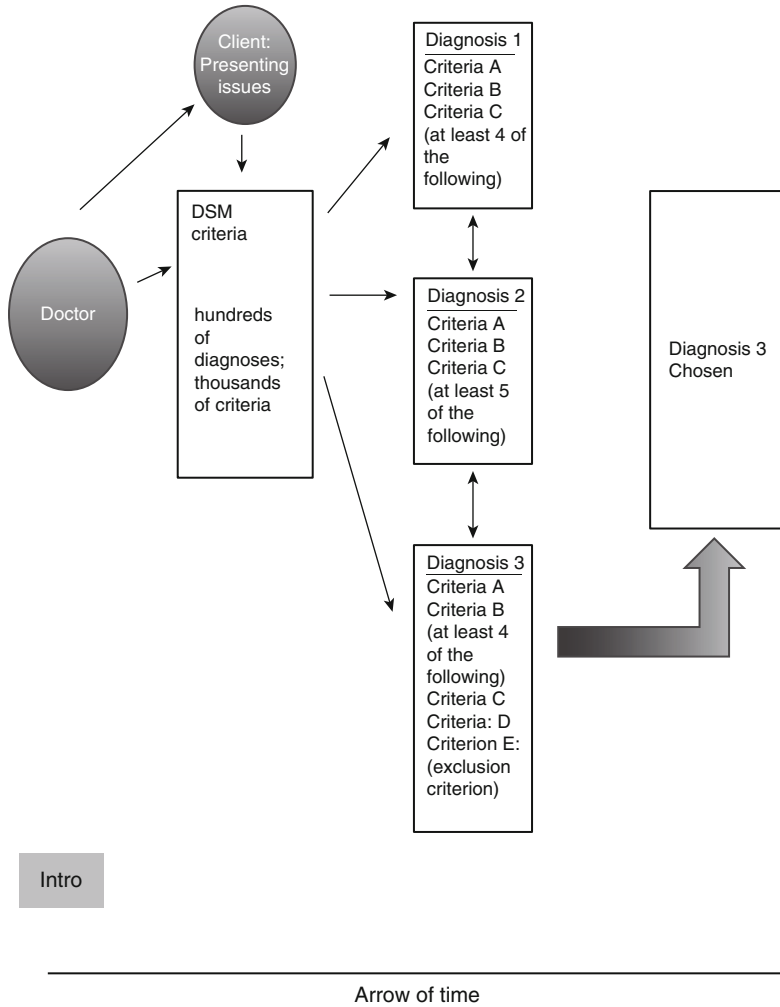 Client:
Presenting
issues
Doctor
DSM
criteria
hundreds
of
diagnoses;
thousands
of criteria
Diagnosis 1
Criteria A
Criteria B
Criteria C
(at least 4 of
the
following)
Diagnosis 2
Criteria A
Criteria B
Criteria C
(at least 5
of the
following)
Diagnosis 3
Criteria A
Criteria B
(at least 4
of the
following)
Criteria C
Criteria: D
Criterion E:
(exclusion
criterion)
Diagnosis 3
Chosen
Intro
Arrow of time